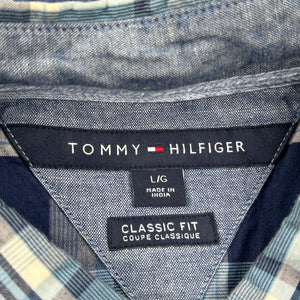 TOMMY HILFIGER
L/G
MADE IN
INDIA
CLASSIC FIT
COUPE CLASSIQUE